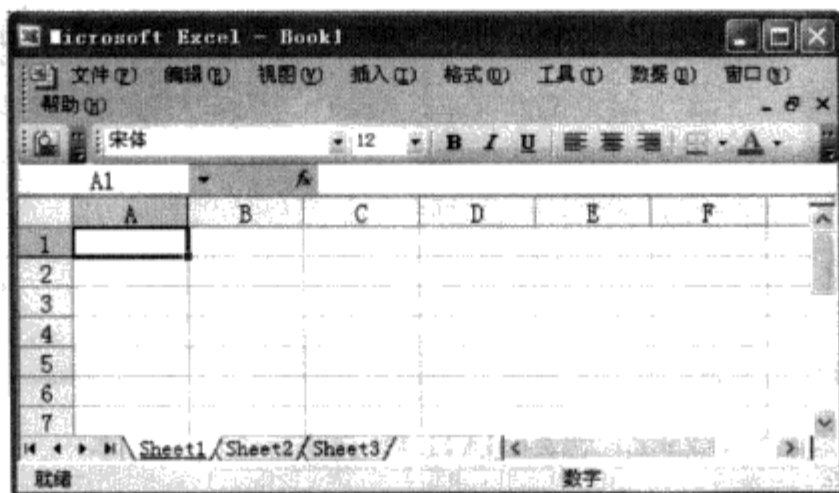 Microsoft Excel - Book1
文件(F) 编辑(E) 视图(V) 插入(I) 格式(O) 工具(T) 数据(D) 窗口(W)
帮助(H)
宋体 12 B I U A
A1 fx
A B C D E F
1
2
3
4
5
6
7
Sheet1 Sheet2 Sheet3
就绪 数字